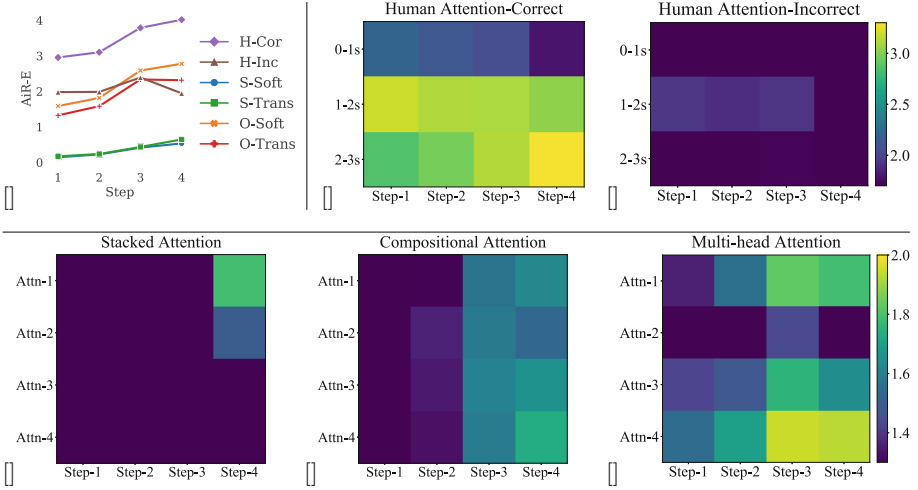 AiR-E
4
3
2
1
0
1 2 3 4
Step
H-Cor
H-Inc
S-Soft
S-Trans
O-Soft
O-Trans
[]
Human Attention-Correct
0-1s
1-2s
2-3s
Step-1 Step-2 Step-3 Step-4
[]
Human Attention-Incorrect
0-1s
1-2s
2-3s
Step-1 Step-2 Step-3 Step-4
3.0
2.5
2.0
[]
Stacked Attention
Attn-1
Attn-2
Attn-3
Attn-4
Step-1 Step-2 Step-3 Step-4
[]
Compositional Attention
Attn-1
Attn-2
Attn-3
Attn-4
Step-1 Step-2 Step-3 Step-4
[]
Multi-head Attention
Attn-1
Attn-2
Attn-3
Attn-4
Step-1 Step-2 Step-3 Step-4
2.0
1.8
1.6
1.4
[]